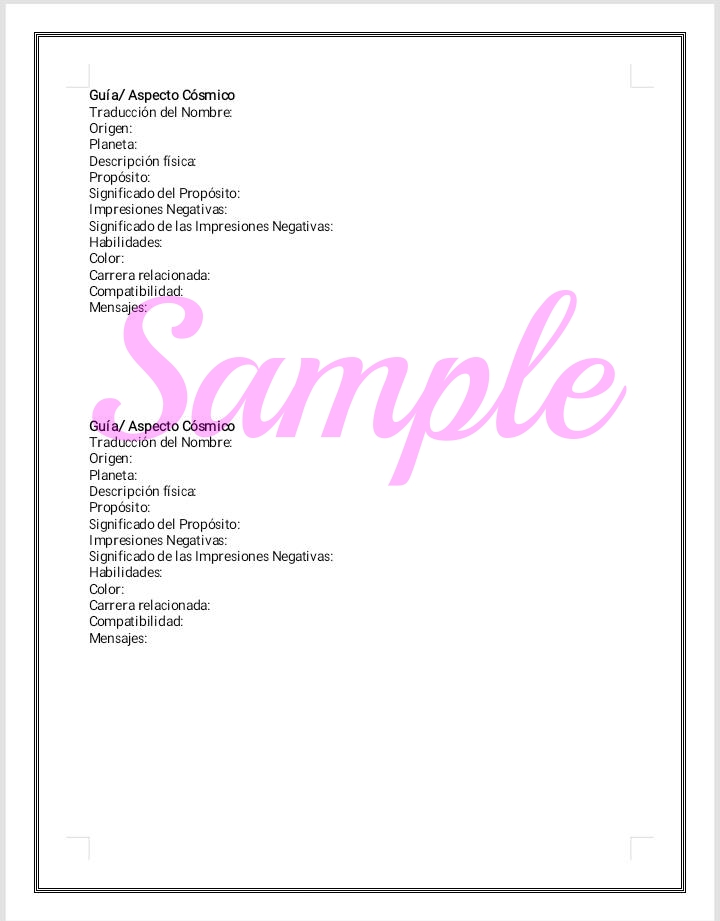 Guía/ Aspecto Cósmico
Traducción del Nombre:
Origen:
Planeta:
Descripción física:
Propósito:
Significado del Propósito:
Impresiones Negativas:
Significado de las Impresiones Negativas:
Habilidades:
Color:
Carrera relacionada:
Compatibilidad:
Mensajes:
Sample
Guía/ Aspecto Cósmico
Traducción del Nombre:
Origen:
Planeta:
Descripción física:
Propósito:
Significado del Propósito:
Impresiones Negativas:
Significado de las Impresiones Negativas:
Habilidades:
Color:
Carrera relacionada:
Compatibilidad:
Mensajes: